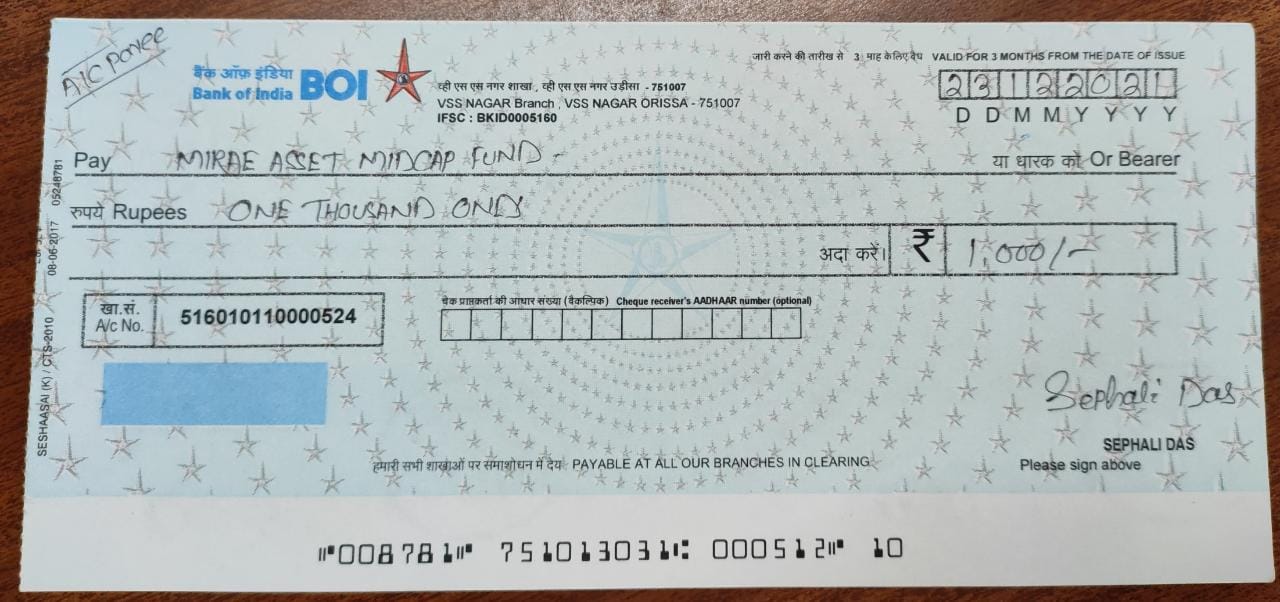 A/C PAYEE
बैंक ऑफ़ इंडिया BOI
Bank of India
जारी करने की तारीख से 3 माह के लिए वैध VALID FOR 3 MONTHS FROM THE DATE OF ISSUE
व्ही एस एस नगर शाखा, व्ही एस एस नगर उड़ीसा - 751007
VSS NAGAR Branch, VSS NAGAR ORISSA - 751007
IFSC : BKID0005160
23122021
D D M M Y Y Y Y
Pay MIRAE ASSET MIDCAP FUND - या धारक को Or Bearer
रुपये Rupees ONE THOUSAND ONLY
अदा करें। ₹ 1,000/-
खा.सं.
A/c No. 516010110000524
चेक प्राप्तकर्ता की आधार संख्या (वैकल्पिक) Cheque receiver's AADHAAR number (optional)
Sephali Das
SEPHALI DAS
Please sign above
हमारी सभी शाखाओं पर समाशोधन में देय PAYABLE AT ALL OUR BRANCHES IN CLEARING
SESHAASAI (K) / CTS-2010 08-06-2017 05248781
⑈008781⑈ 751013031⑆ 000512⑈ 10